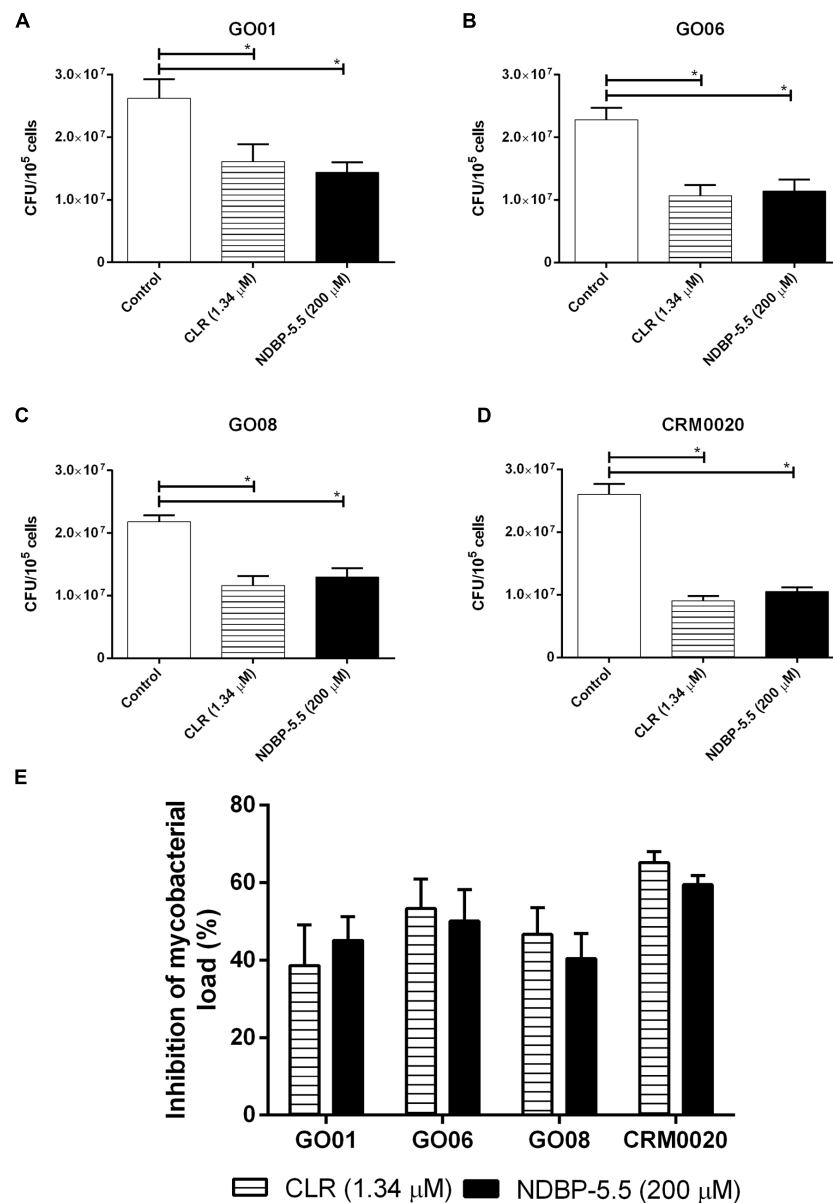 A
GO01
* *
CFU/10⁵ cells
3.0×10⁷
2.0×10⁷
1.0×10⁷
0
Control
CLR (1.34 μM)
NDBP-5.5 (200 μM)
B
GO06
* *
CFU/10⁵ cells
3.0×10⁷
2.0×10⁷
1.0×10⁷
0
Control
CLR (1.34 μM)
NDBP-5.5 (200 μM)
C
GO08
* *
CFU/10⁵ cells
3.0×10⁷
2.0×10⁷
1.0×10⁷
0
Control
CLR (1.34 μM)
NDBP-5.5 (200 μM)
D
CRM0020
* *
CFU/10⁵ cells
3.0×10⁷
2.0×10⁷
1.0×10⁷
0
Control
CLR (1.34 μM)
NDBP-5.5 (200 μM)
E
Inhibition of mycobacterial
load (%)
80
60
40
20
0
GO01 GO06 GO08 CRM0020
CLR (1.34 μM) NDBP-5.5 (200 μM)